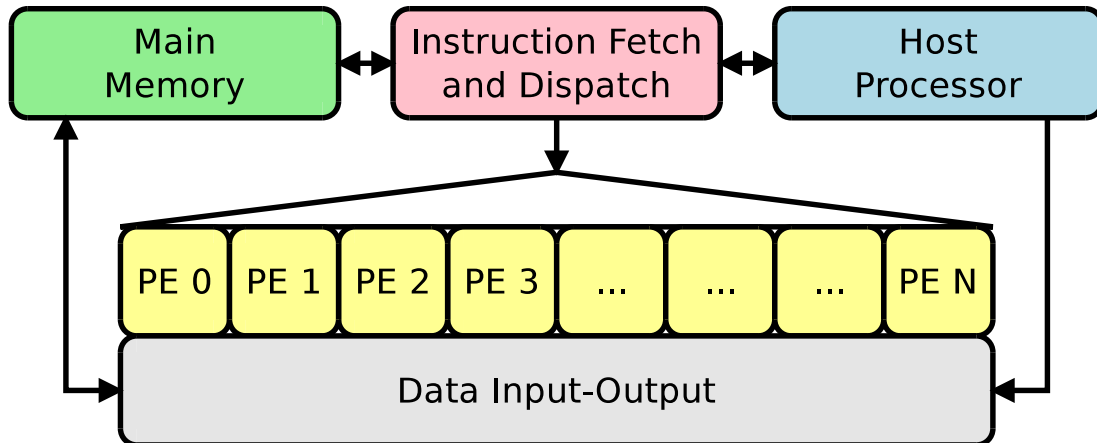 Main
Memory
Instruction Fetch
and Dispatch
Host
Processor
PE 0
PE 1
PE 2
PE 3
...
...
...
PE N
Data Input-Output